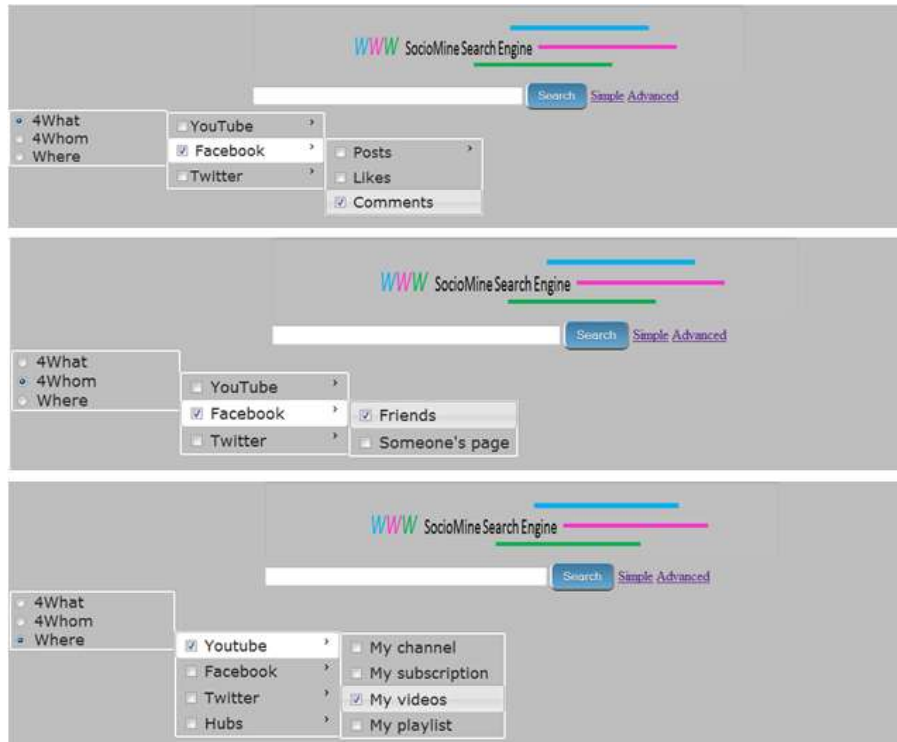 WWW SocioMine Search Engine
Search Simple Advanced
4What
4Whom
Where
YouTube
Facebook
Twitter
Posts
Likes
Comments
WWW SocioMine Search Engine
Search Simple Advanced
4What
4Whom
Where
YouTube
Facebook
Twitter
Friends
Someone's page
WWW SocioMine Search Engine
Search Simple Advanced
4What
4Whom
Where
Youtube
Facebook
Twitter
Hubs
My channel
My subscription
My videos
My playlist